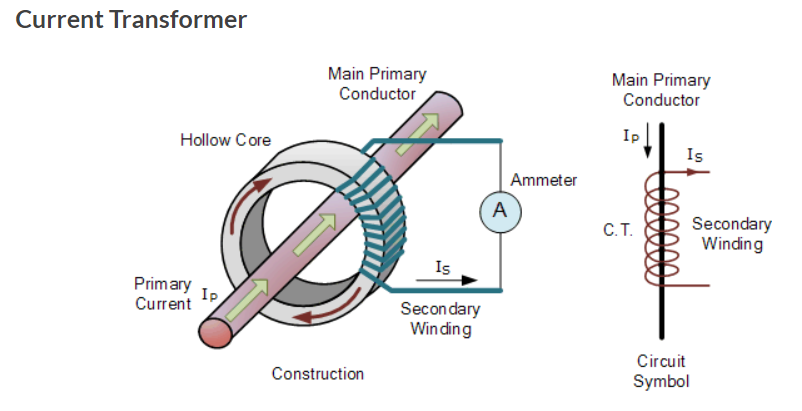 Current Transformer
Main Primary
Conductor
Hollow Core
Ammeter
A
Primary
Current Ip
Is
Secondary
Winding
Construction
Main Primary
Conductor
Ip
Is
C.T.
Secondary
Winding
Circuit
Symbol